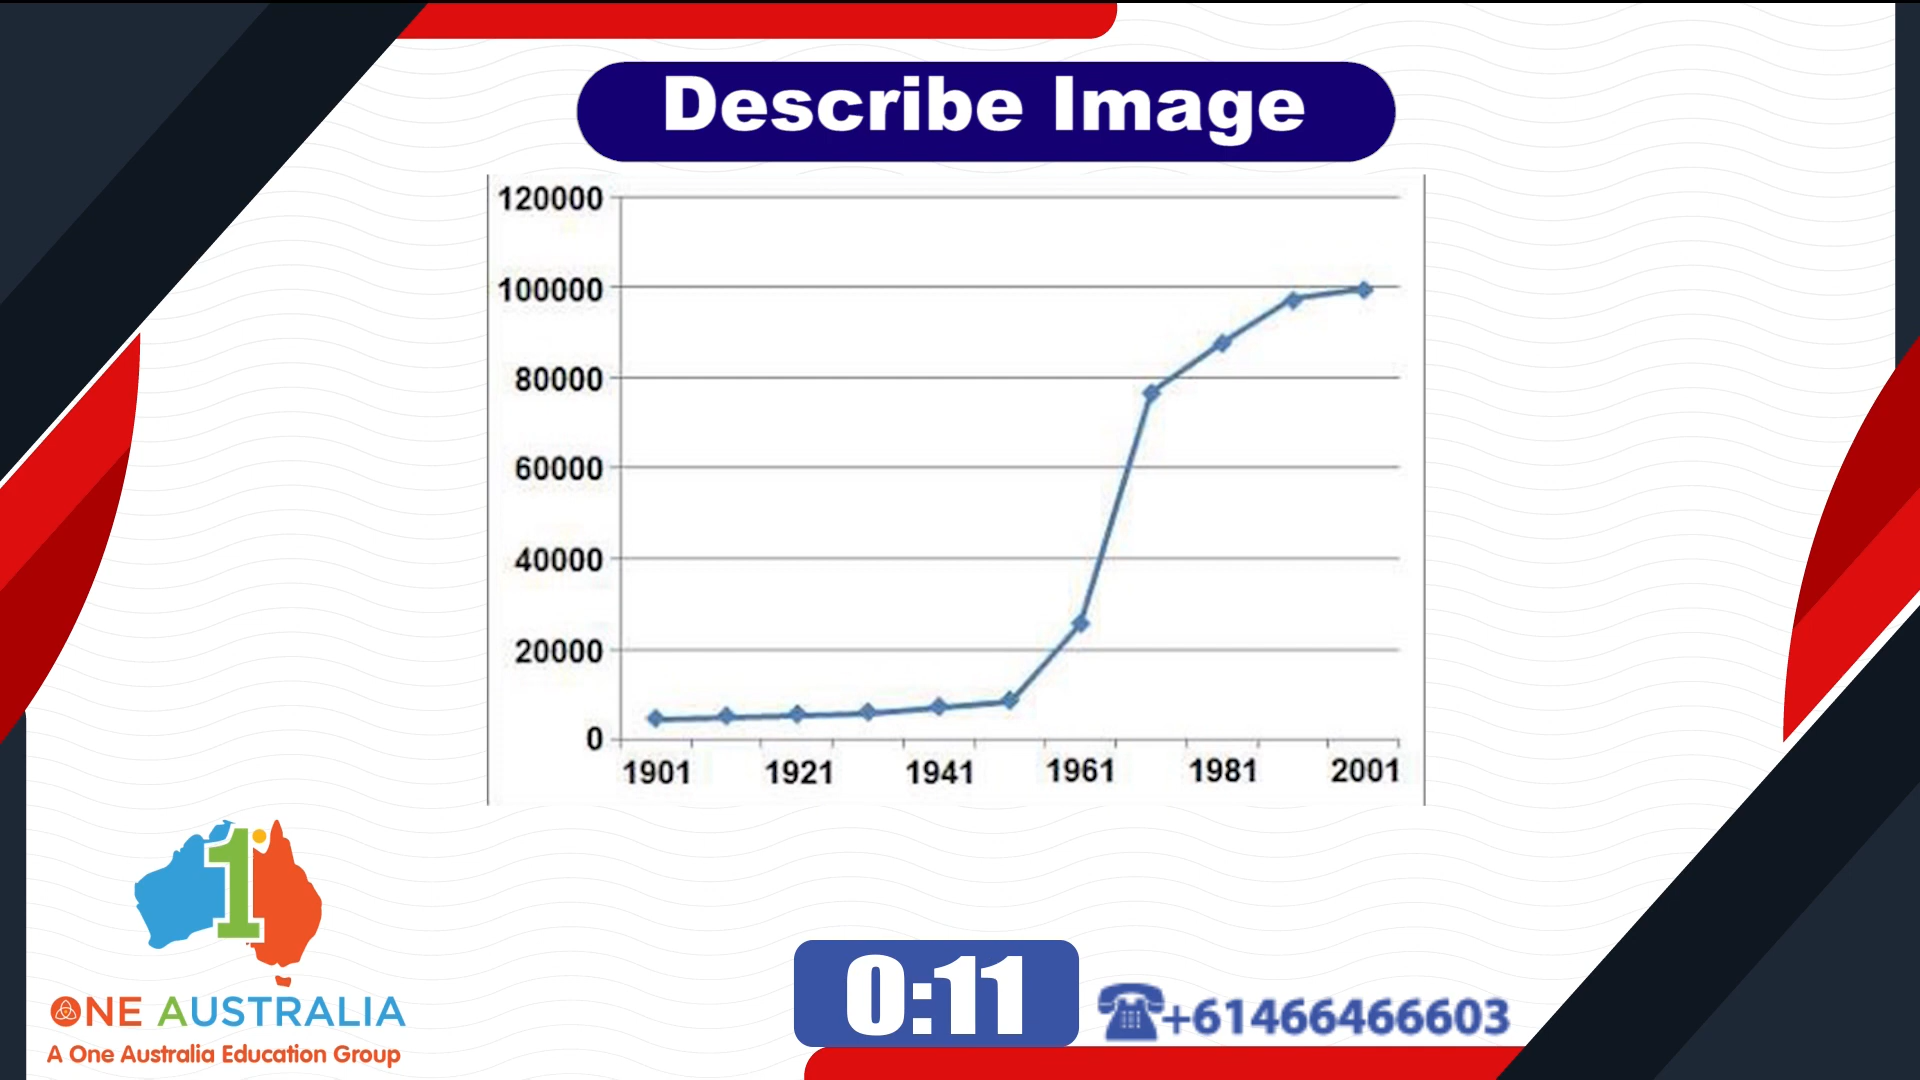 Describe Image
120000
100000
80000
60000
40000
20000
0
1901 1921 1941 1961 1981 2001
1
ONE AUSTRALIA
A One Australia Education Group
0:11
+61466466603